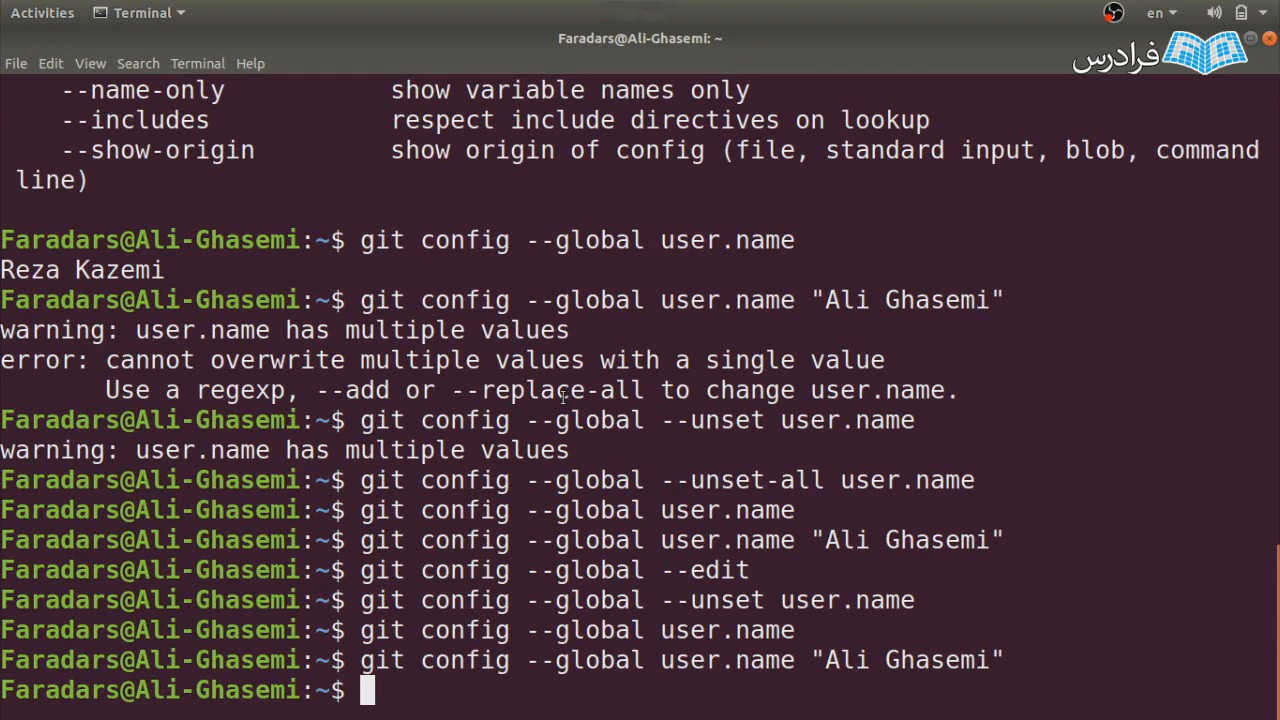 Activities Terminal en
Faradars@Ali-Ghasemi: ~
فرادرس
File Edit View Search Terminal Help
--name-only show variable names only
--includes respect include directives on lookup
--show-origin show origin of config (file, standard input, blob, command
line)
Faradars@Ali-Ghasemi:~$ git config --global user.name
Reza Kazemi
Faradars@Ali-Ghasemi:~$ git config --global user.name "Ali Ghasemi"
warning: user.name has multiple values
error: cannot overwrite multiple values with a single value
Use a regexp, --add or --replace-all to change user.name.
Faradars@Ali-Ghasemi:~$ git config --global --unset user.name
warning: user.name has multiple values
Faradars@Ali-Ghasemi:~$ git config --global --unset-all user.name
Faradars@Ali-Ghasemi:~$ git config --global user.name
Faradars@Ali-Ghasemi:~$ git config --global user.name "Ali Ghasemi"
Faradars@Ali-Ghasemi:~$ git config --global --edit
Faradars@Ali-Ghasemi:~$ git config --global --unset user.name
Faradars@Ali-Ghasemi:~$ git config --global user.name
Faradars@Ali-Ghasemi:~$ git config --global user.name "Ali Ghasemi"
Faradars@Ali-Ghasemi:~$